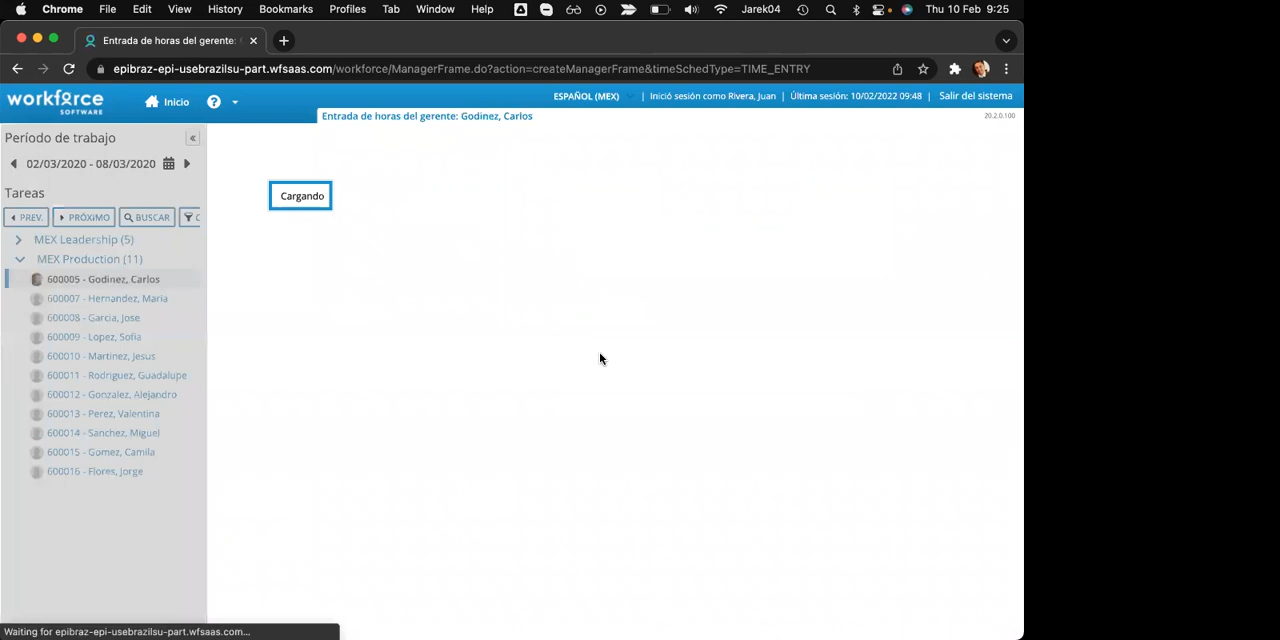 Chrome File Edit View History Bookmarks Profiles Tab Window Help Jarek04 Thu 10 Feb 9:25
Entrada de horas del gerente:
epibraz-epi-usebrazilsu-part.wfsaas.com/workforce/ManagerFrame.do?action=createManagerFrame&timeSchedType=TIME_ENTRY
workforce
SOFTWARE
Inicio
ESPAÑOL (MEX) | Inició sesión como Rivera, Juan | Última sesión: 10/02/2022 09:48 | Salir del sistema
Entrada de horas del gerente: Godinez, Carlos
20.2.0.100
Período de trabajo
02/03/2020 - 08/03/2020
Tareas
PREV. PRÓXIMO BUSCAR C
MEX Leadership (5)
MEX Production (11)
600005 - Godinez, Carlos
600007 - Hernandez, Maria
600008 - Garcia, Jose
600009 - Lopez, Sofia
600010 - Martinez, Jesus
600011 - Rodriguez, Guadalupe
600012 - Gonzalez, Alejandro
600013 - Perez, Valentina
600014 - Sanchez, Miguel
600015 - Gomez, Camila
600016 - Flores, Jorge
Cargando
Waiting for epibraz-epi-usebrazilsu-part.wfsaas.com...